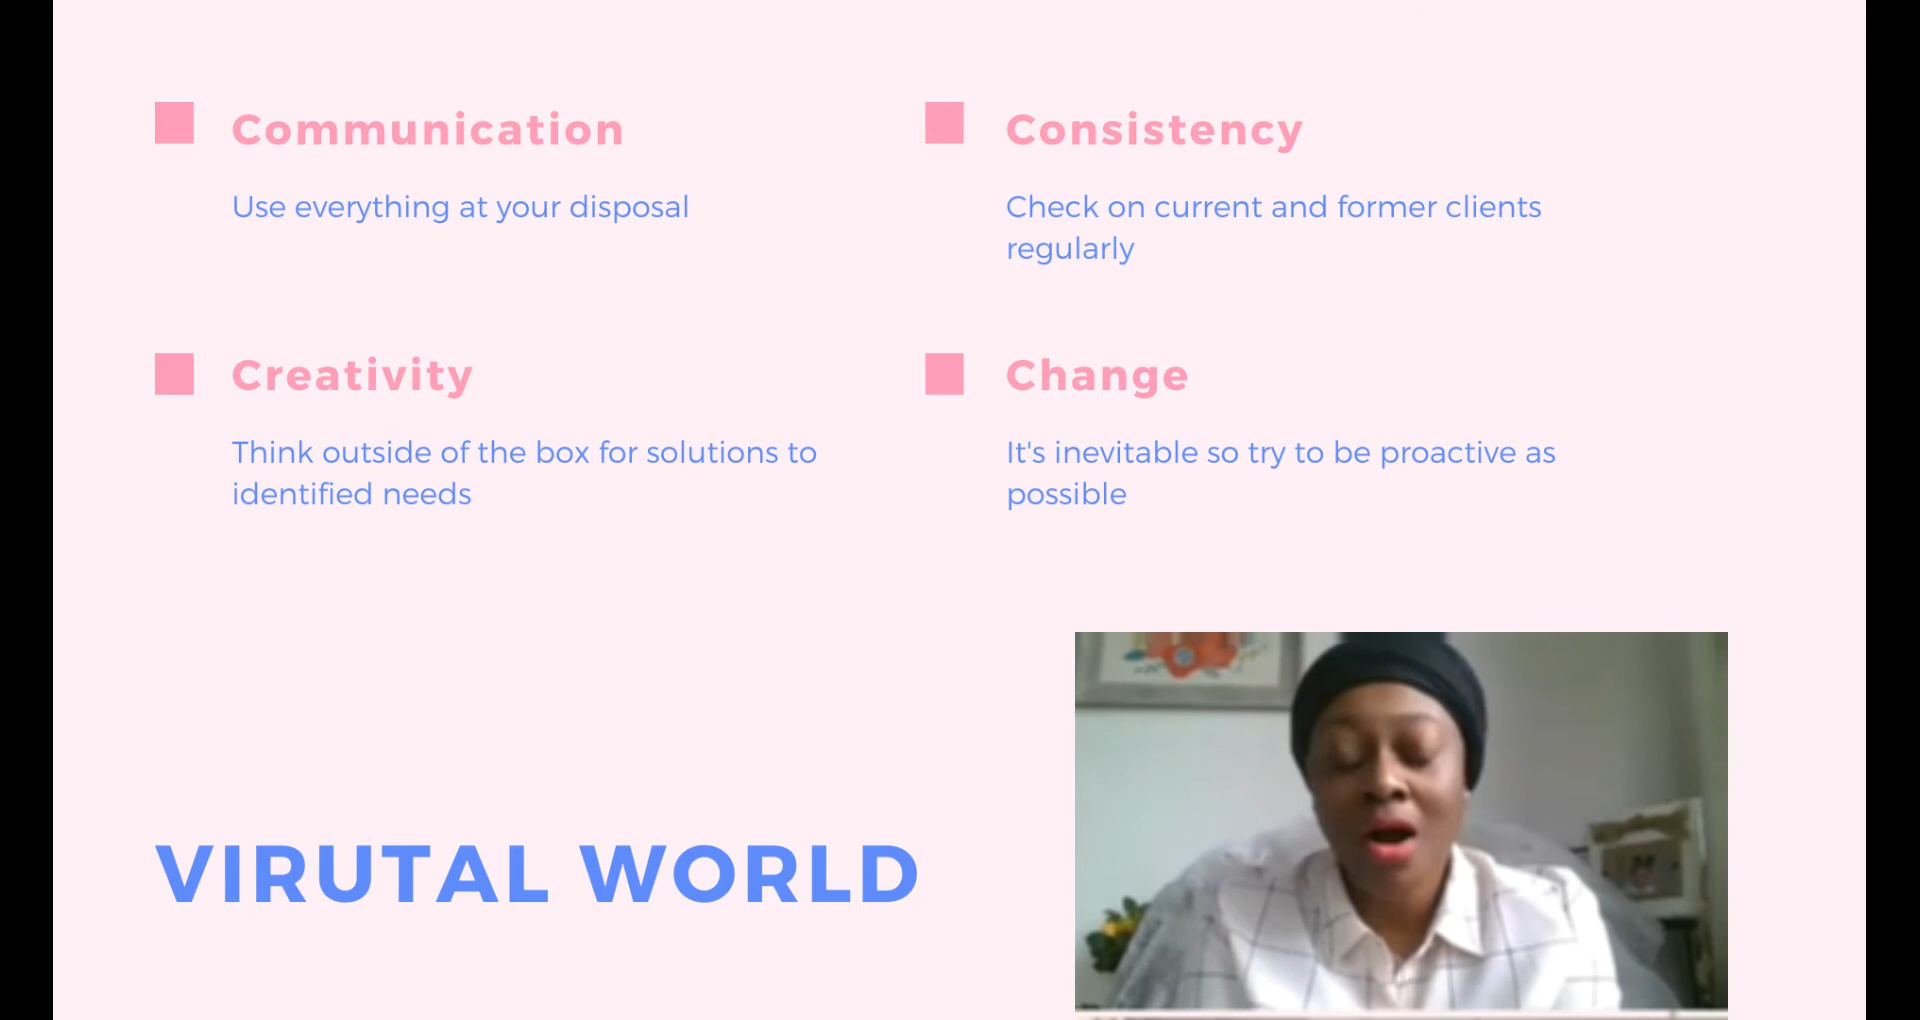 Communication
Use everything at your disposal
Consistency
Check on current and former clients
regularly
Creativity
Think outside of the box for solutions to
identified needs
Change
It's inevitable so try to be proactive as
possible
VIRUTAL WORLD